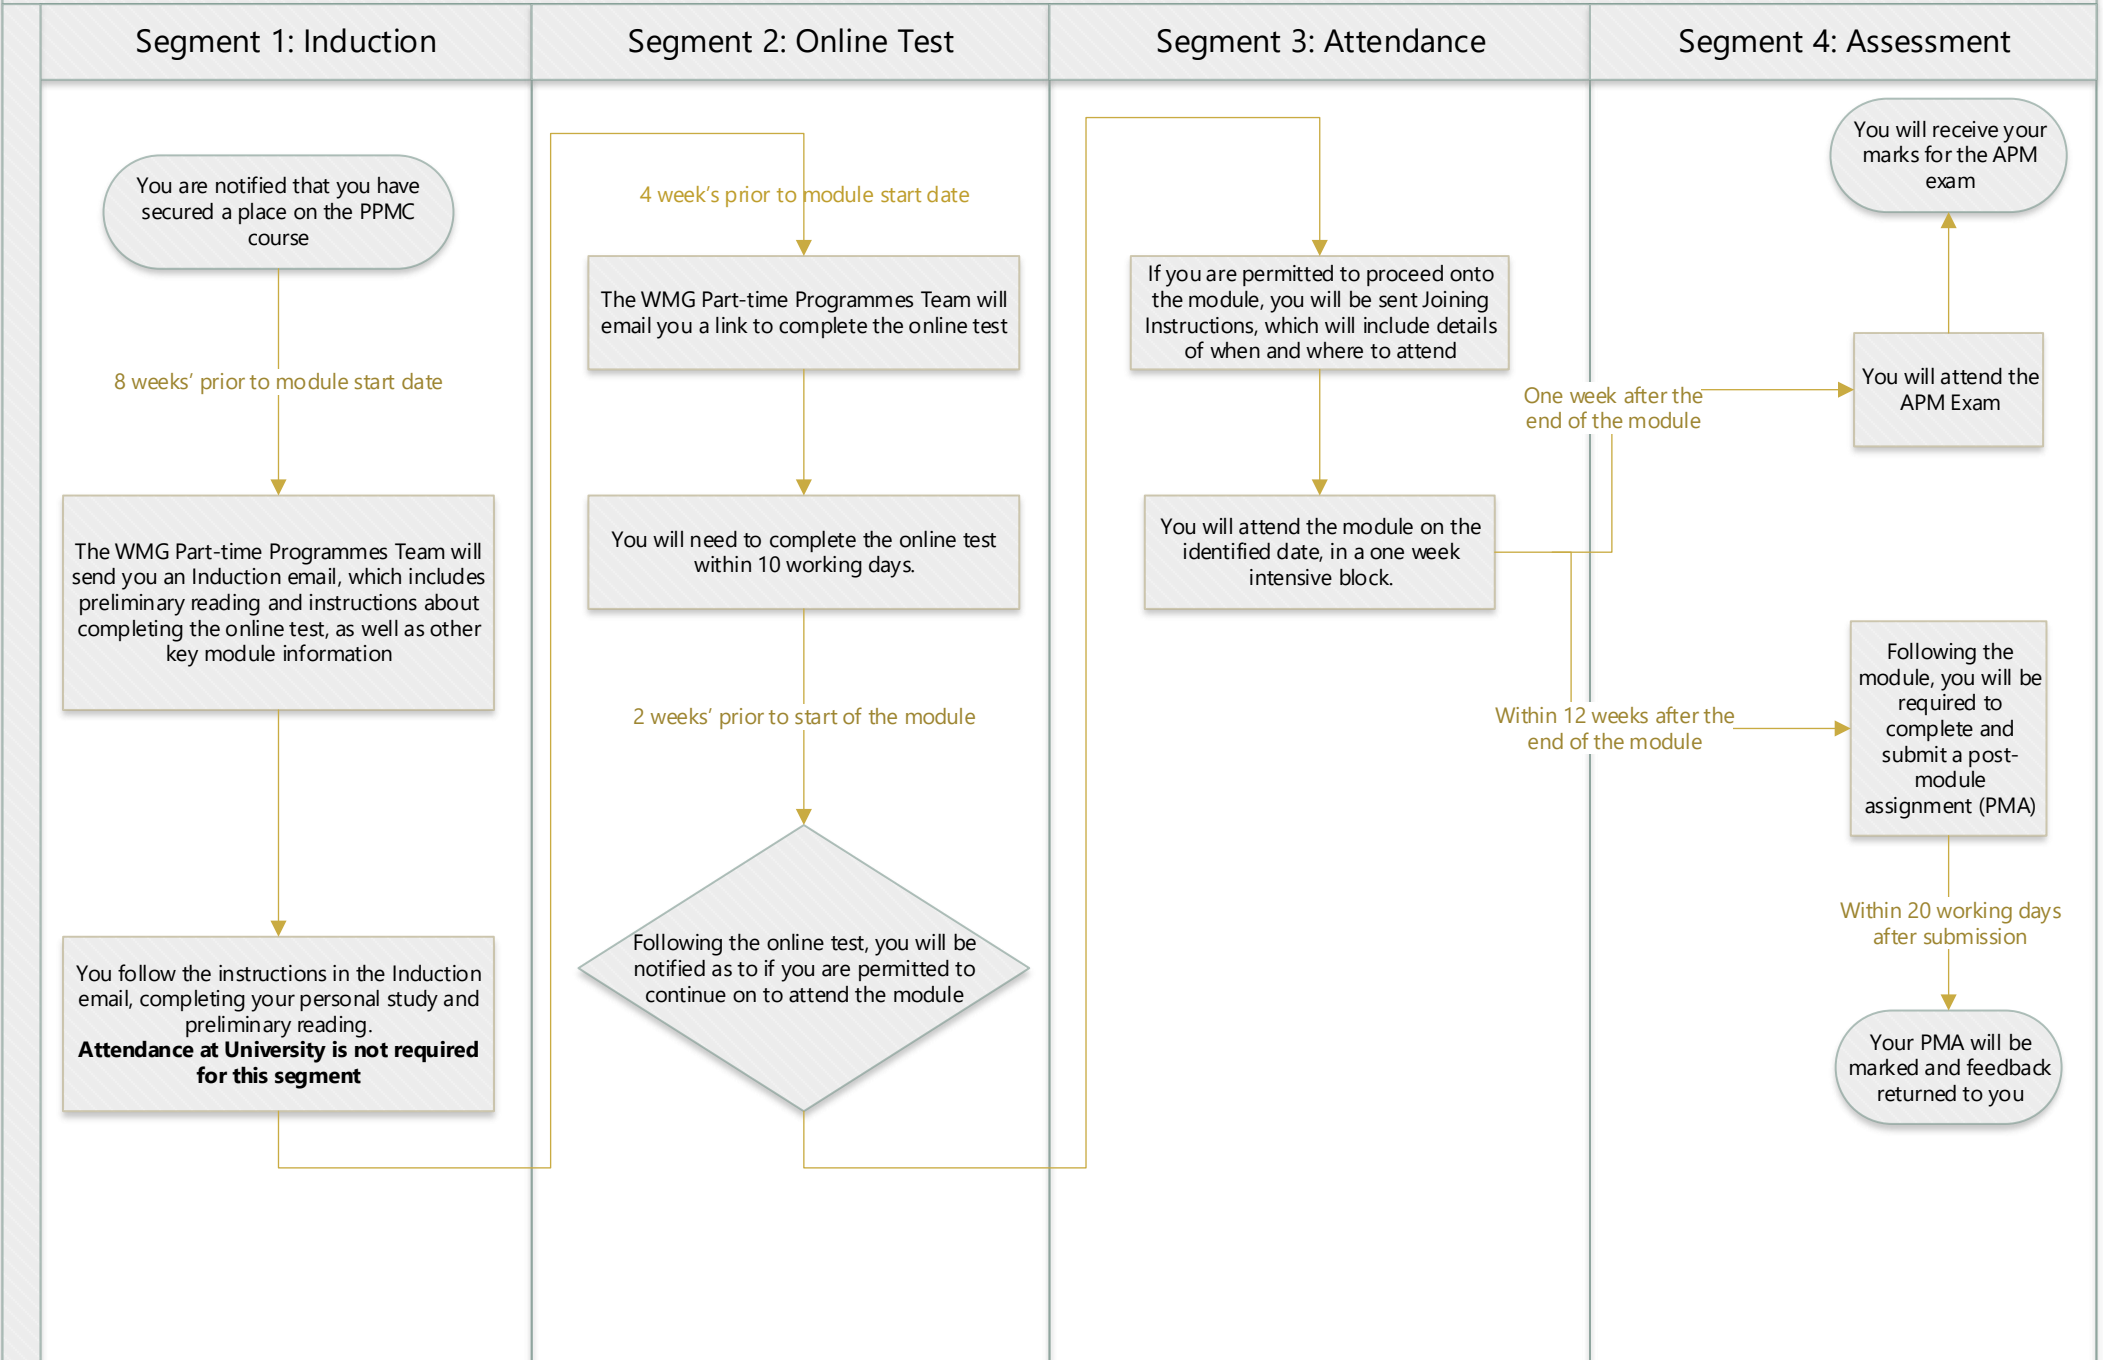 Segment 1: Induction
Segment 2: Online Test
Segment 3: Attendance
Segment 4: Assessment
You are notified that you have
secured a place on the PPMC
course
8 weeks’ prior to module start date
The WMG Part-time Programmes Team will
send you an Induction email, which includes
preliminary reading and instructions about
completing the online test, as well as other
key module information
You follow the instructions in the Induction
email, completing your personal study and
preliminary reading.
Attendance at University is not required
for this segment
4 week’s prior to module start date
The WMG Part-time Programmes Team will
email you a link to complete the online test
You will need to complete the online test
within 10 working days.
2 weeks’ prior to start of the module
Following the online test, you will be
notified as to if you are permitted to
continue on to attend the module
If you are permitted to proceed onto
the module, you will be sent Joining
Instructions, which will include details
of when and where to attend
You will attend the module on the
identified date, in a one week
intensive block.
One week after the
end of the module
Within 12 weeks after the
end of the module
You will receive your
marks for the APM
exam
You will attend the
APM Exam
Following the
module, you will be
required to
complete and
submit a post-
module
assignment (PMA)
Within 20 working days
after submission
Your PMA will be
marked and feedback
returned to you